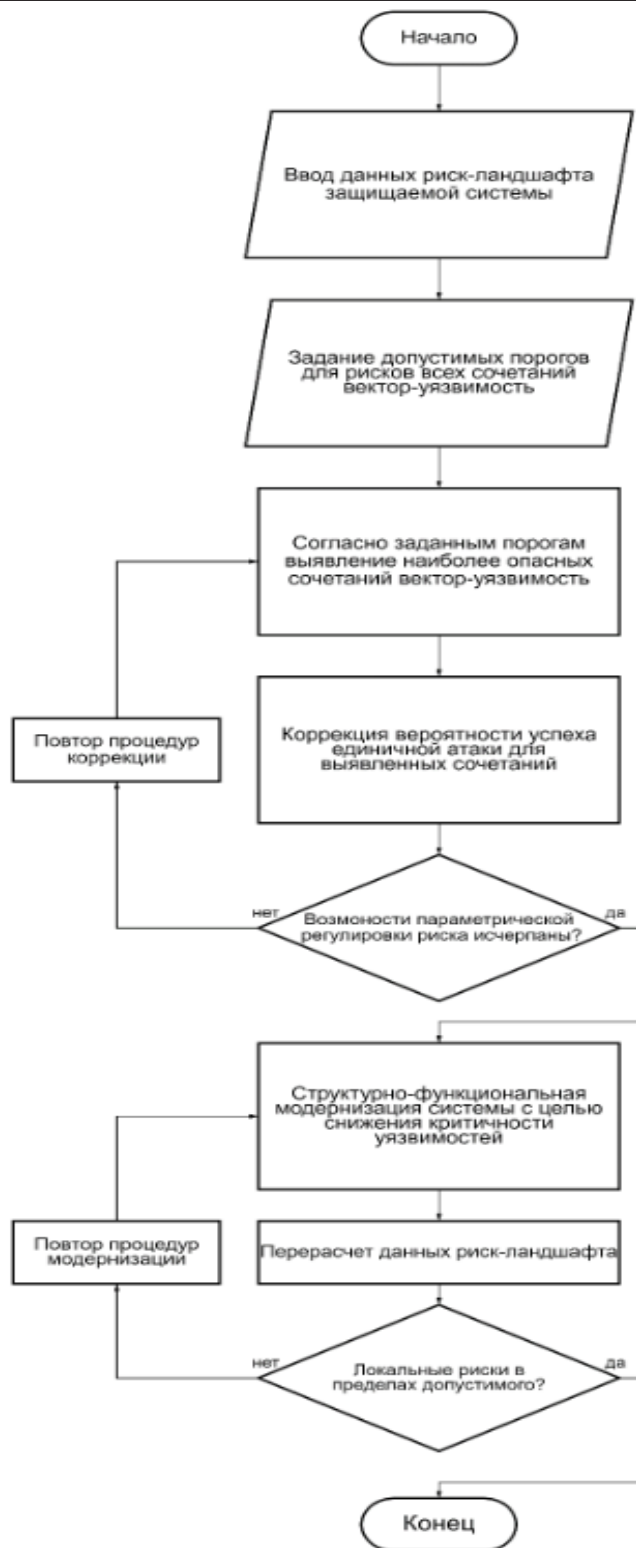 Начало
Ввод данных риск-ландшафта
защищаемой системы
Задание допустимых порогов
для рисков всех сочетаний
вектор-уязвимость
Согласно заданным порогам
выявление наиболее опасных
сочетаний вектор-уязвимость
Повтор процедур
коррекции
Коррекция вероятности успеха
единичной атаки для
выявленных сочетаний
нет
да
Возмоности параметрической
регулировки риска исчерпаны?
Структурно-функциональная
модернизация системы с целью
снижения критичности
уязвимостей
Повтор процедур
модернизации
Перерасчет данных риск-ландшафта
нет
да
Локальные риски в
пределах допустимого?
Конец